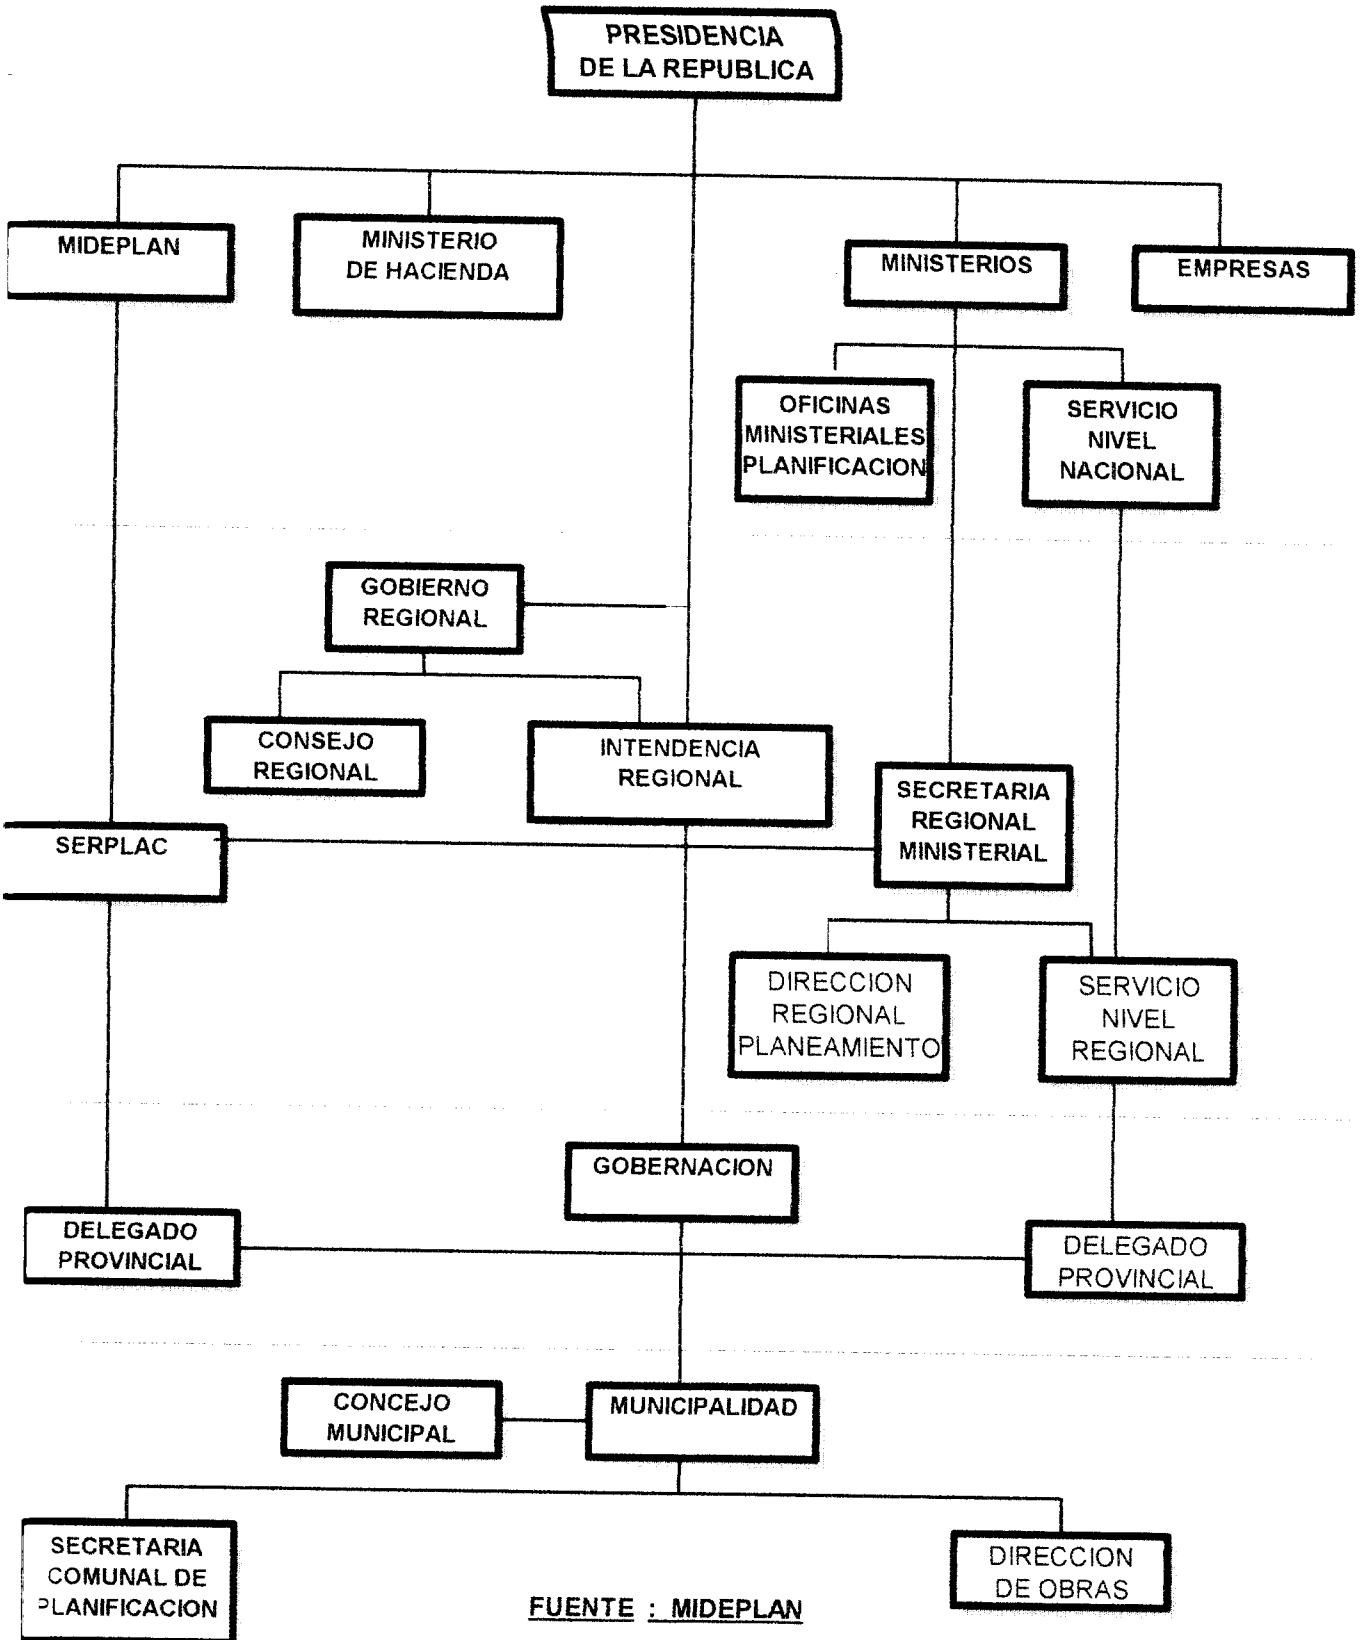 PRESIDENCIA
DE LA REPUBLICA
MIDEPLAN
MINISTERIO
DE HACIENDA
MINISTERIOS
EMPRESAS
OFICINAS
MINISTERIALES
PLANIFICACION
SERVICIO
NIVEL
NACIONAL
GOBIERNO
REGIONAL
CONSEJO
REGIONAL
INTENDENCIA
REGIONAL
SECRETARIA
REGIONAL
MINISTERIAL
SERPLAC
DIRECCION
REGIONAL
PLANEAMIENTO
SERVICIO
NIVEL
REGIONAL
GOBERNACION
DELEGADO
PROVINCIAL
DELEGADO
PROVINCIAL
CONCEJO
MUNICIPAL
MUNICIPALIDAD
SECRETARIA
COMUNAL DE
PLANIFICACION
DIRECCION
DE OBRAS
FUENTE : MIDEPLAN